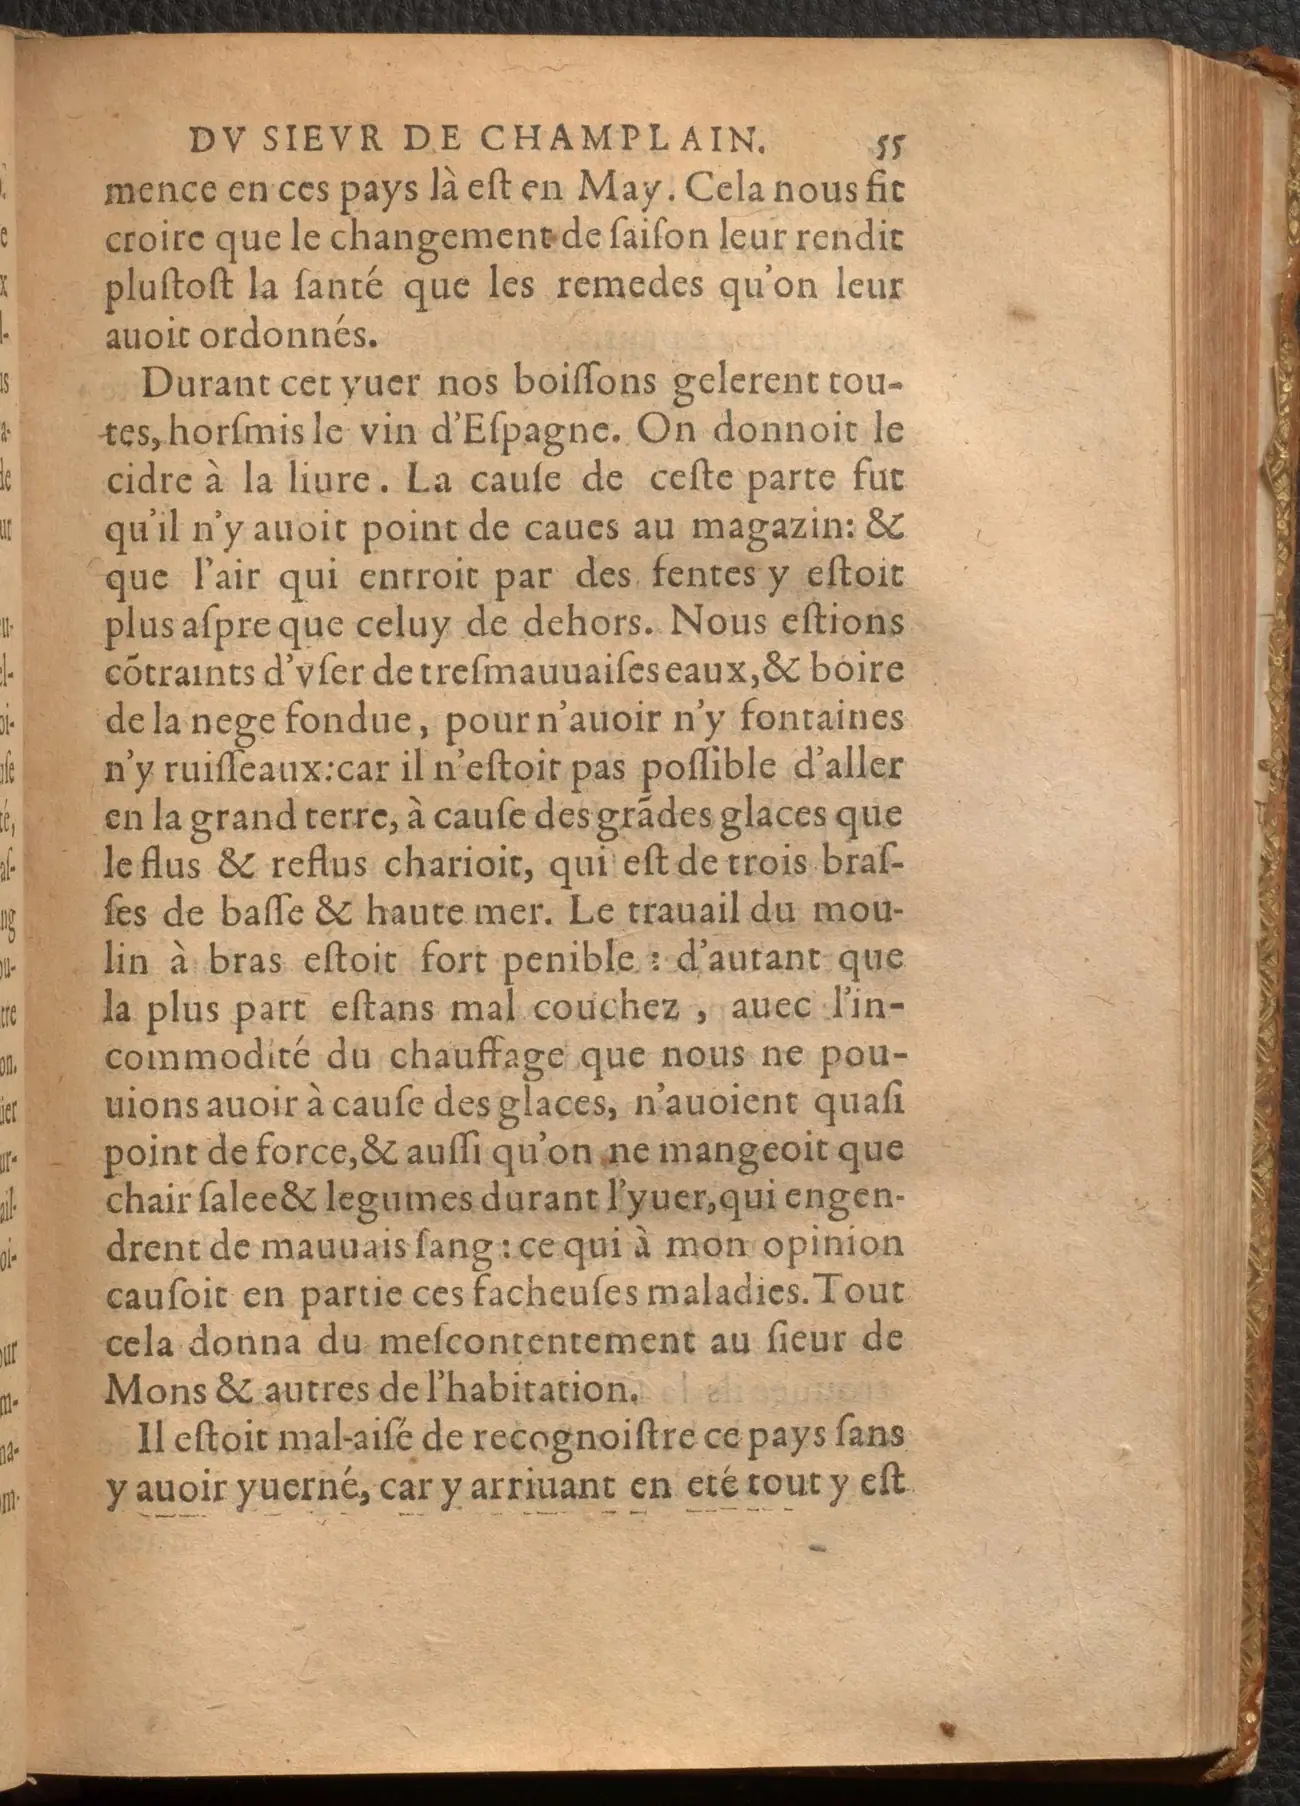 DV SIEVR DE CHAMPLAIN. 55
mence en ces pays là eſt en May. Cela nous fit
croire que le changement de ſaiſon leur rendit
pluſtoſt la ſanté que les remedes qu'on leur
auoit ordonnés.
Durant cet yuer nos boiſſons gelerent tou-
tes, horſmis le vin d'Eſpagne. On donnoit le
cidre à la liure. La cauſe de ceſte parte fut
qu'il n'y auoit point de caues au magazin: &
que l'air qui entroit par des fentes y eſtoit
plus aſpre que celuy de dehors. Nous eſtions
cõtraints d'vſer de treſmauuaiſes eaux, & boire
de la nege fondue, pour n'auoir n'y fontaines
n'y ruiſſeaux: car il n'eſtoit pas poſſible d'aller
en la grand terre, à cauſe des grãdes glaces que
le flus & reflus charioit, qui eſt de trois braſ-
ſes de baſſe & haute mer. Le trauail du mou-
lin à bras eſtoit fort penible : d'autant que
la plus part eſtans mal couchez , auec l'in-
commodité du chauffage que nous ne pou-
uions auoir à cauſe des glaces, n'auoient quaſi
point de force, & auſſi qu'on ne mangeoit que
chair ſalee & legumes durant l'yuer, qui engen-
drent de mauuais ſang : ce qui à mon opinion
cauſoit en partie ces facheuſes maladies. Tout
cela donna du meſcontentement au ſieur de
Mons & autres de l'habitation.
Il eſtoit mal-aiſé de recognoiſtre ce pays ſans
y auoir yuerné, car y arriuant en eté tout y eſt